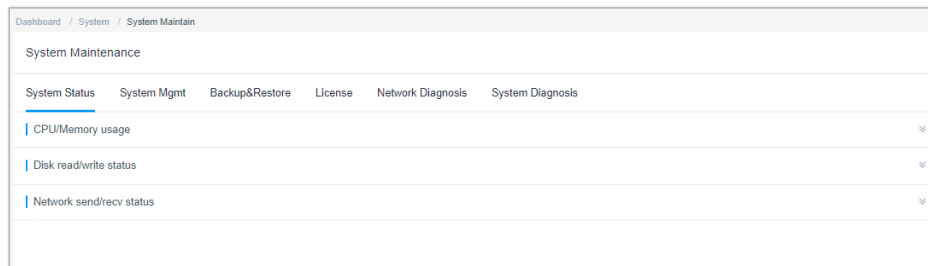 Dashboard / System / System Maintain
System Maintenance
System Status System Mgmt Backup&Restore License Network Diagnosis System Diagnosis
CPU/Memory usage
Disk read/write status
Network send/recv status